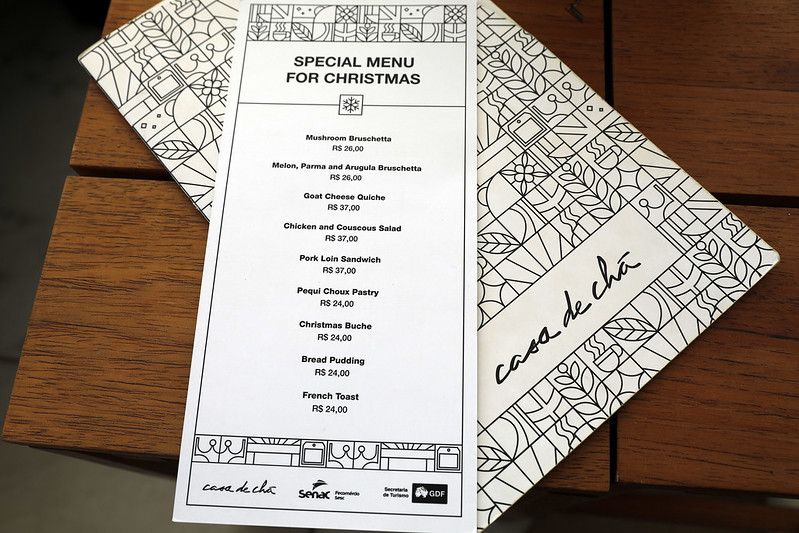 SPECIAL MENU
FOR CHRISTMAS
Mushroom Bruschetta
R$ 26,00
Melon, Parma and Arugula Bruschetta
R$ 26,00
Goat Cheese Quiche
R$ 37,00
Chicken and Couscous Salad
R$ 37,00
Pork Loin Sandwich
R$ 37,00
Pequi Choux Pastry
R$ 24,00
Christmas Buche
R$ 24,00
Bread Pudding
R$ 24,00
French Toast
R$ 24,00
casa de chá
Senac
Fecomércio
Sesc
Secretaria
de Turismo
GDF
casa de chá